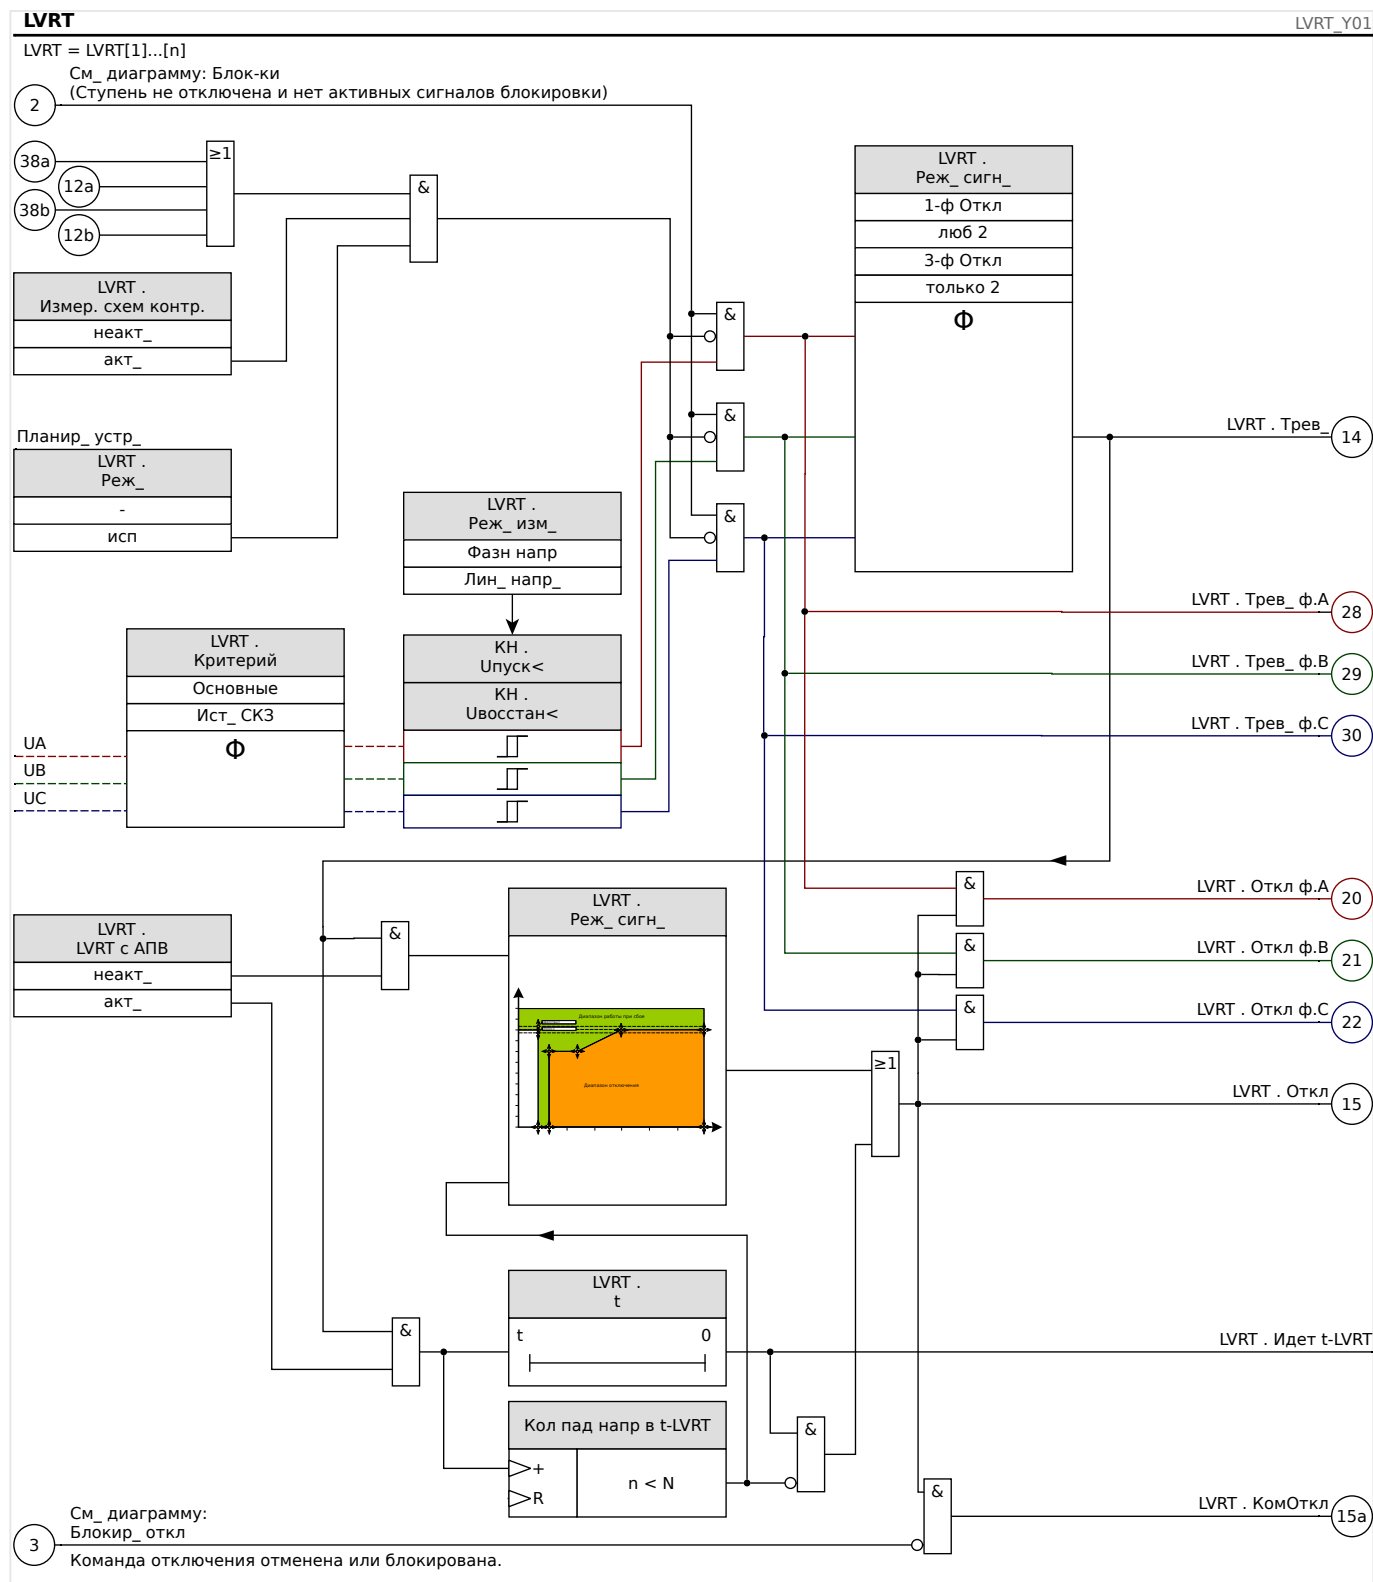 LVRT
LVRT_Y01
LVRT = LVRT[1]...[n]
См_ диаграмму: Блок-ки
(Ступень не отключена и нет активных сигналов блокировки)
2
38a
12a
38b
12b
≥1
&
LVRT .
Реж_ сигн_
1-ф Откл
люб 2
3-ф Откл
только 2
Φ
LVRT .
Измер. схем контр.
неакт_
акт_
&
&
&
Планир_ устр_
LVRT .
Реж_
-
исп
LVRT . Трев_
14
LVRT .
Реж_ изм_
Фазн напр
Лин_ напр_
LVRT .
Критерий
Основные
Ист_ СКЗ
Φ
КН .
Uпуск<
КН .
Uвосстан<
UA
UB
UC
LVRT . Трев_ ф.A
28
LVRT . Трев_ ф.B
29
LVRT . Трев_ ф.C
30
LVRT .
LVRT с АПВ
неакт_
акт_
&
LVRT .
Реж_ сигн_
Диапазон работы при сбое
Диапазон отключения
&
LVRT . Откл ф.A
20
&
LVRT . Откл ф.B
21
&
LVRT . Откл ф.C
22
≥1
LVRT . Откл
15
&
LVRT .
t
t
0
LVRT . Идет t-LVRT
Кол пад напр в t-LVRT
+
R
n < N
&
&
LVRT . КомОткл
15a
См_ диаграмму:
Блокир_ откл
3
Команда отключения отменена или блокирована.